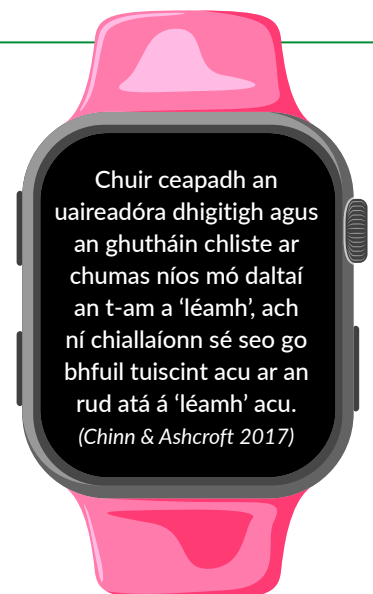 Chuir ceapadh an
uaireadóra dhigitigh agus
an ghutháin chliste ar
chumas níos mó daltaí
an t-am a ‘léamh’, ach
ní chiallaíonn sé seo go
bhfuil tuiscint acu ar an
rud atá á ‘léamh’ acu.
(Chinn & Ashcroft 2017)